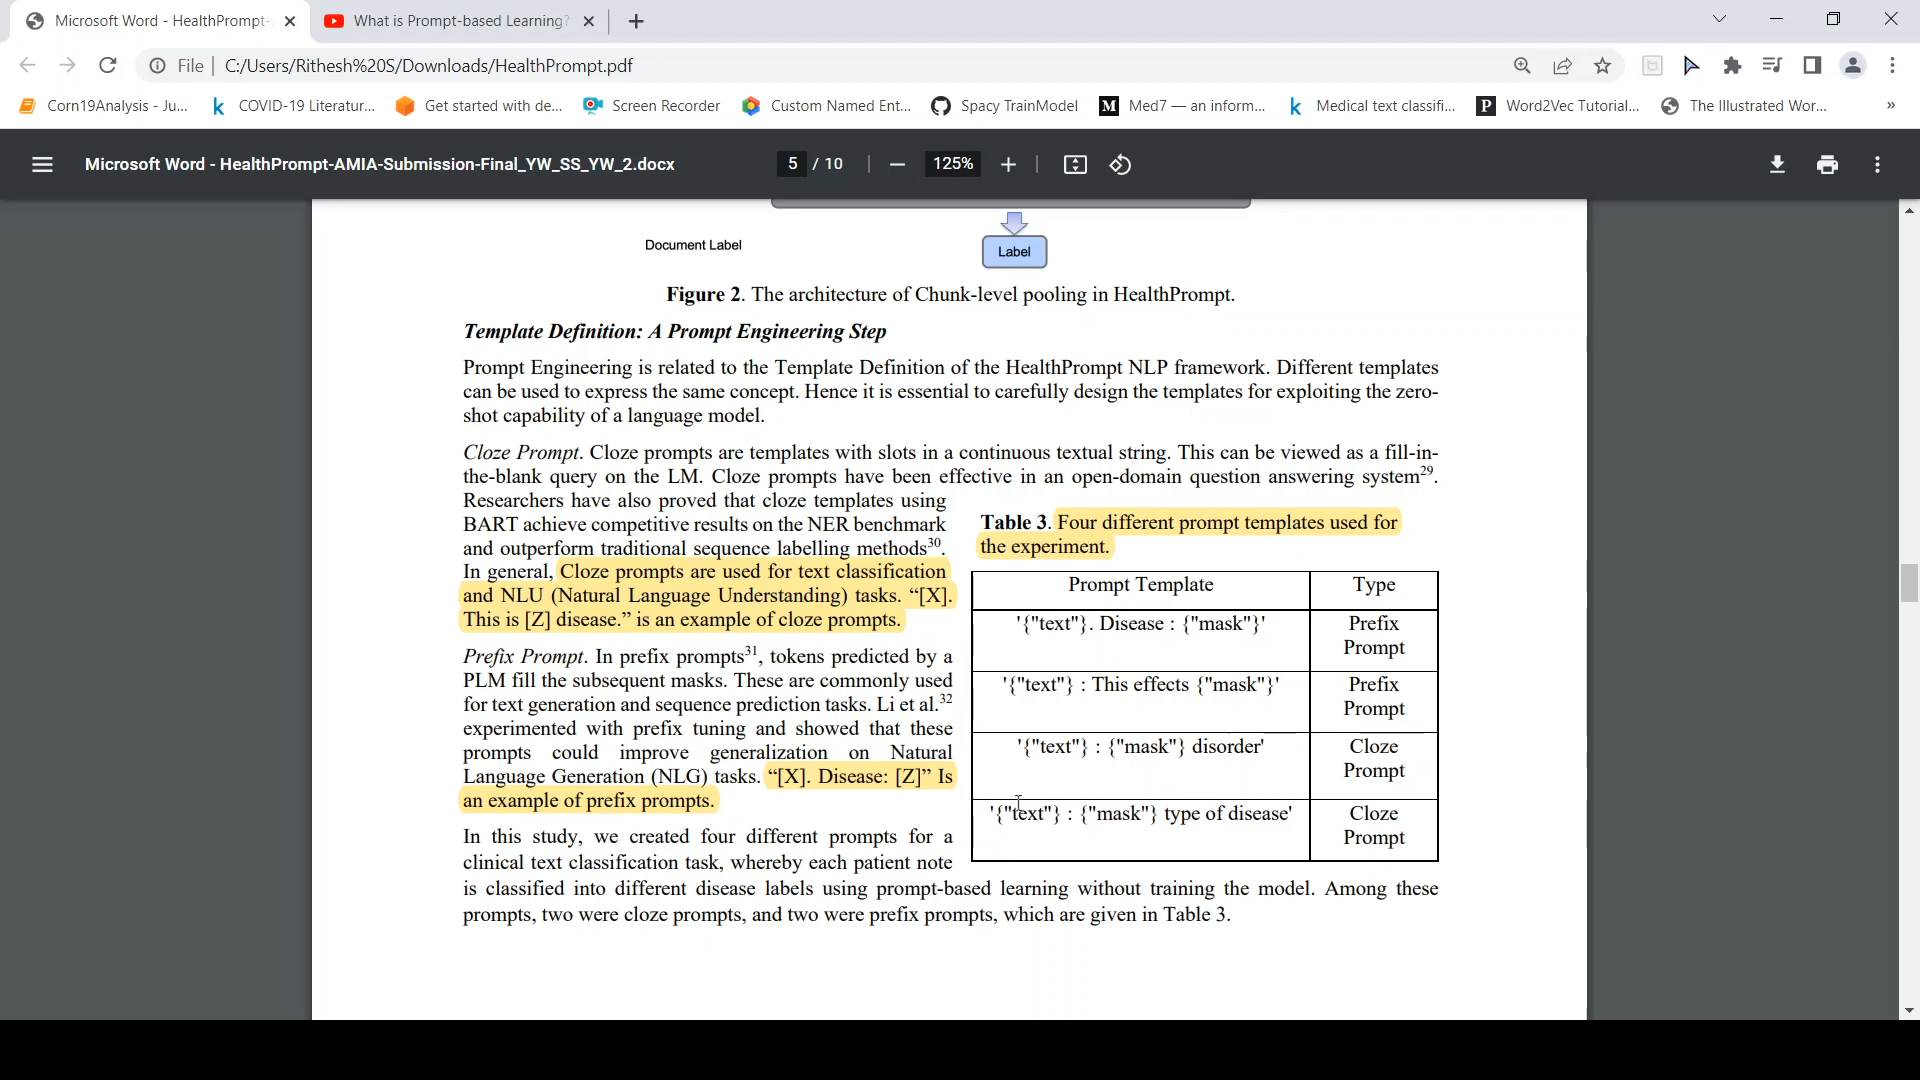 Microsoft Word - HealthPrompt-
What is Prompt-based Learning?
File
C:/Users/Rithesh%20S/Downloads/HealthPrompt.pdf
Corn19Analysis - Ju...
COVID-19 Literatur...
Get started with de...
Screen Recorder
Custom Named Ent...
Spacy TrainModel
Med7 — an inform...
Medical text classifi...
Word2Vec Tutorial...
The Illustrated Wor...
»
Microsoft Word - HealthPrompt-AMIA-Submission-Final_YW_SS_YW_2.docx
5 / 10
125%
Document Label
Label
Figure 2. The architecture of Chunk-level pooling in HealthPrompt.
Template Definition: A Prompt Engineering Step
Prompt Engineering is related to the Template Definition of the HealthPrompt NLP framework. Different templates
can be used to express the same concept. Hence it is essential to carefully design the templates for exploiting the zero-
shot capability of a language model.
Cloze Prompt. Cloze prompts are templates with slots in a continuous textual string. This can be viewed as a fill-in-
the-blank query on the LM. Cloze prompts have been effective in an open-domain question answering system29.
Researchers have also proved that cloze templates using
BART achieve competitive results on the NER benchmark
and outperform traditional sequence labelling methods30.
In general, Cloze prompts are used for text classification
and NLU (Natural Language Understanding) tasks. “[X].
This is [Z] disease.” is an example of cloze prompts.
Prefix Prompt. In prefix prompts31, tokens predicted by a
PLM fill the subsequent masks. These are commonly used
for text generation and sequence prediction tasks. Li et al.32
experimented with prefix tuning and showed that these
prompts could improve generalization on Natural
Language Generation (NLG) tasks. “[X]. Disease: [Z]” Is
an example of prefix prompts.
Table 3. Four different prompt templates used for
the experiment.
Prompt Template
Type
'{"text"}. Disease : {"mask"}'
Prefix
Prompt
'{"text"} : This effects {"mask"}'
Prefix
Prompt
'{"text"} : {"mask"} disorder'
Cloze
Prompt
'{"text"} : {"mask"} type of disease'
Cloze
Prompt
In this study, we created four different prompts for a
clinical text classification task, whereby each patient note
is classified into different disease labels using prompt-based learning without training the model. Among these
prompts, two were cloze prompts, and two were prefix prompts, which are given in Table 3.